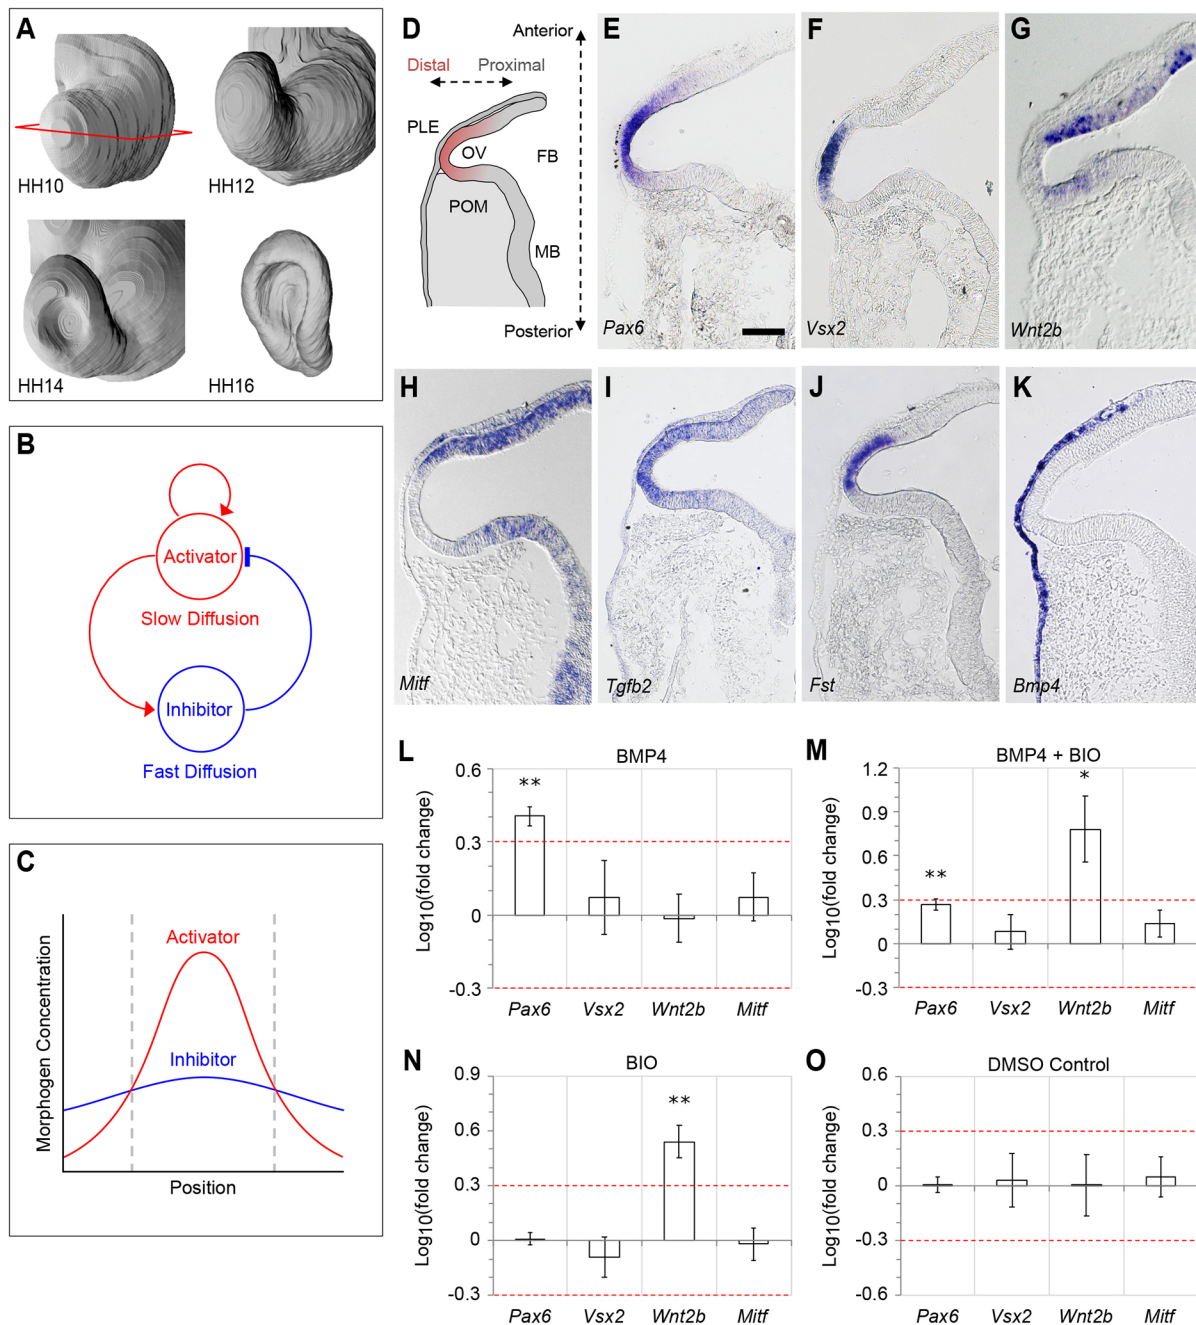 A
HH10
HH12
HH14
HH16
B
Activator
Slow Diffusion
Inhibitor
Fast Diffusion
C
Morphogen Concentration
Activator
Inhibitor
Position
D
Anterior
Distal
Proximal
PLE
OV
FB
POM
MB
Posterior
E
Pax6
F
Vsx2
G
Wnt2b
H
Mitf
I
Tgfb2
J
Fst
K
Bmp4
L
BMP4
Log10(fold change)
0.6
0.3
0
-0.3
**
Pax6 Vsx2 Wnt2b Mitf
M
BMP4 + BIO
Log10(fold change)
1.2
0.9
0.6
0.3
0
-0.3
**
*
Pax6 Vsx2 Wnt2b Mitf
N
BIO
Log10(fold change)
0.9
0.6
0.3
0
-0.3
**
Pax6 Vsx2 Wnt2b Mitf
O
DMSO Control
Log10(fold change)
0.6
0.3
0
-0.3
-0.6
Pax6 Vsx2 Wnt2b Mitf